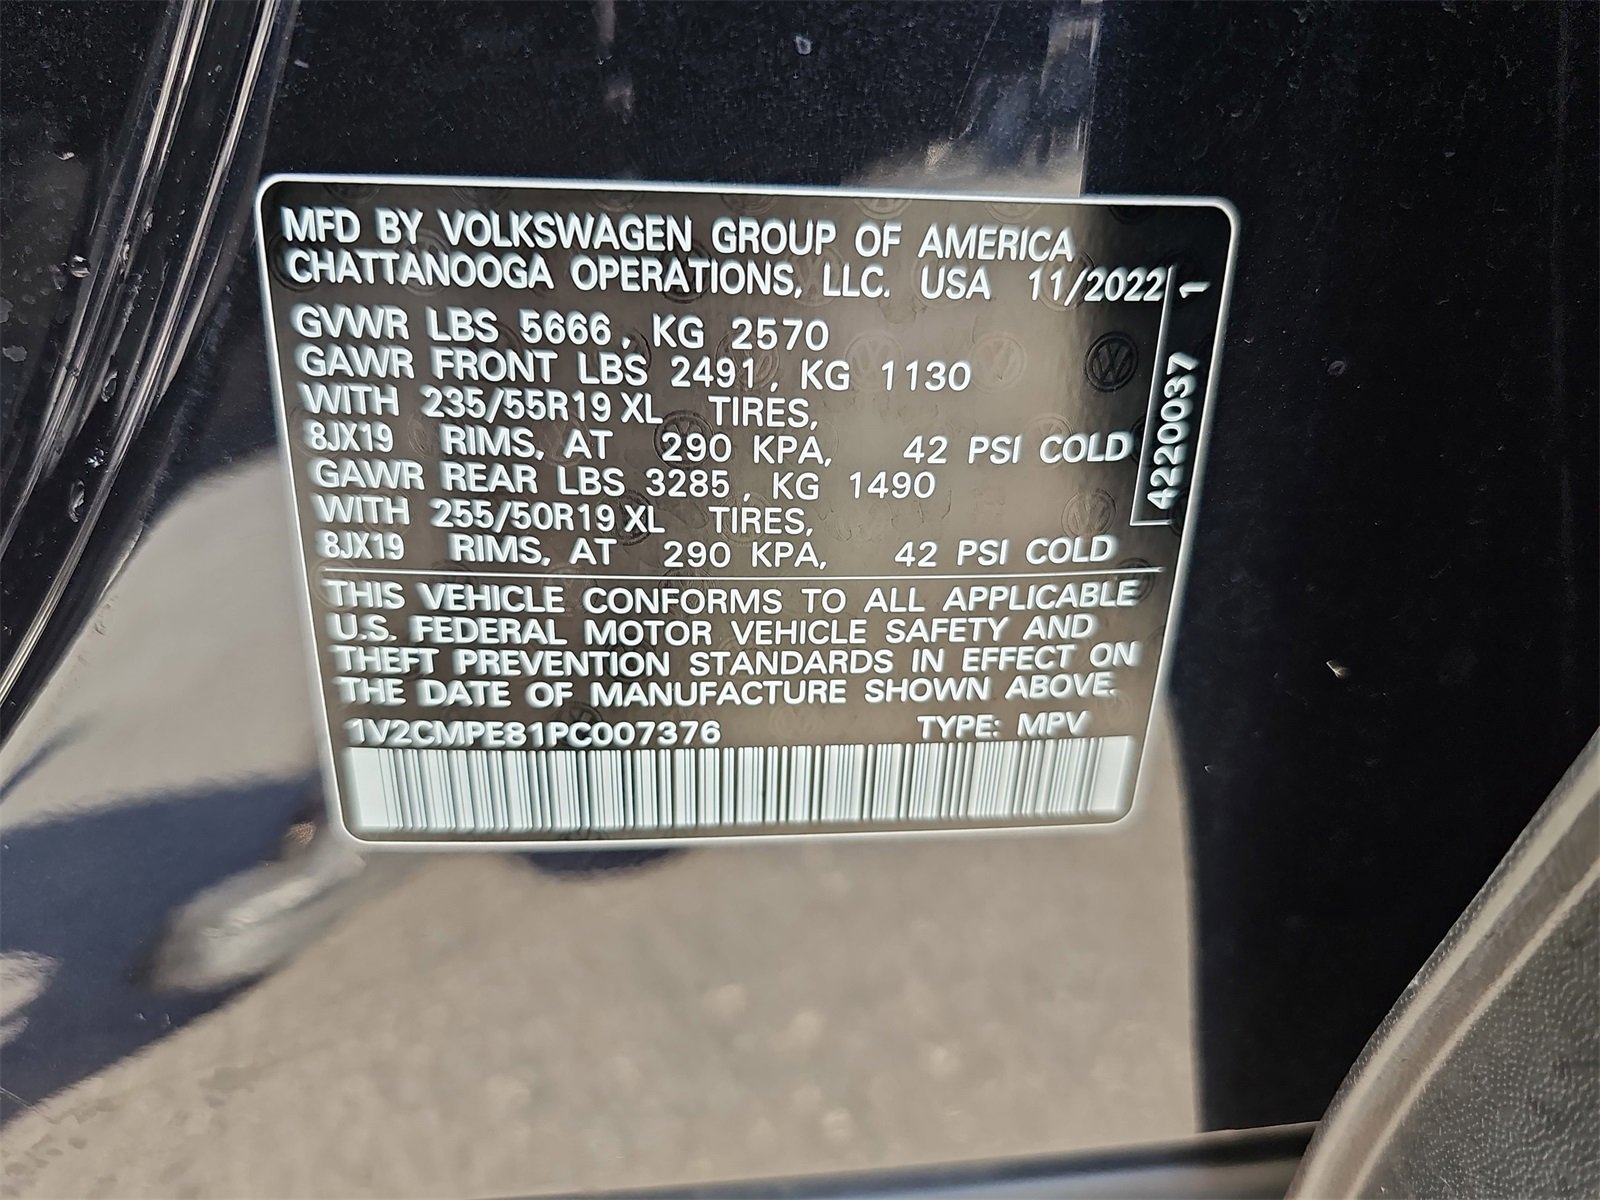 MFD BY VOLKSWAGEN GROUP OF AMERICA
CHATTANOOGA OPERATIONS, LLC. USA 11/2022
GVWR LBS 5666, KG 2570
GAWR FRONT LBS 2491, KG 1130
WITH 235/55R19 XL TIRES,
8JX19 RIMS, AT 290 KPA, 42 PSI COLD
GAWR REAR LBS 3285, KG 1490
WITH 255/50R19 XL TIRES,
8JX19 RIMS, AT 290 KPA, 42 PSI COLD
THIS VEHICLE CONFORMS TO ALL APPLICABLE
U.S. FEDERAL MOTOR VEHICLE SAFETY AND
THEFT PREVENTION STANDARDS IN EFFECT ON
THE DATE OF MANUFACTURE SHOWN ABOVE.
1V2CMPE81PC007376 TYPE: MPV
4220037 1